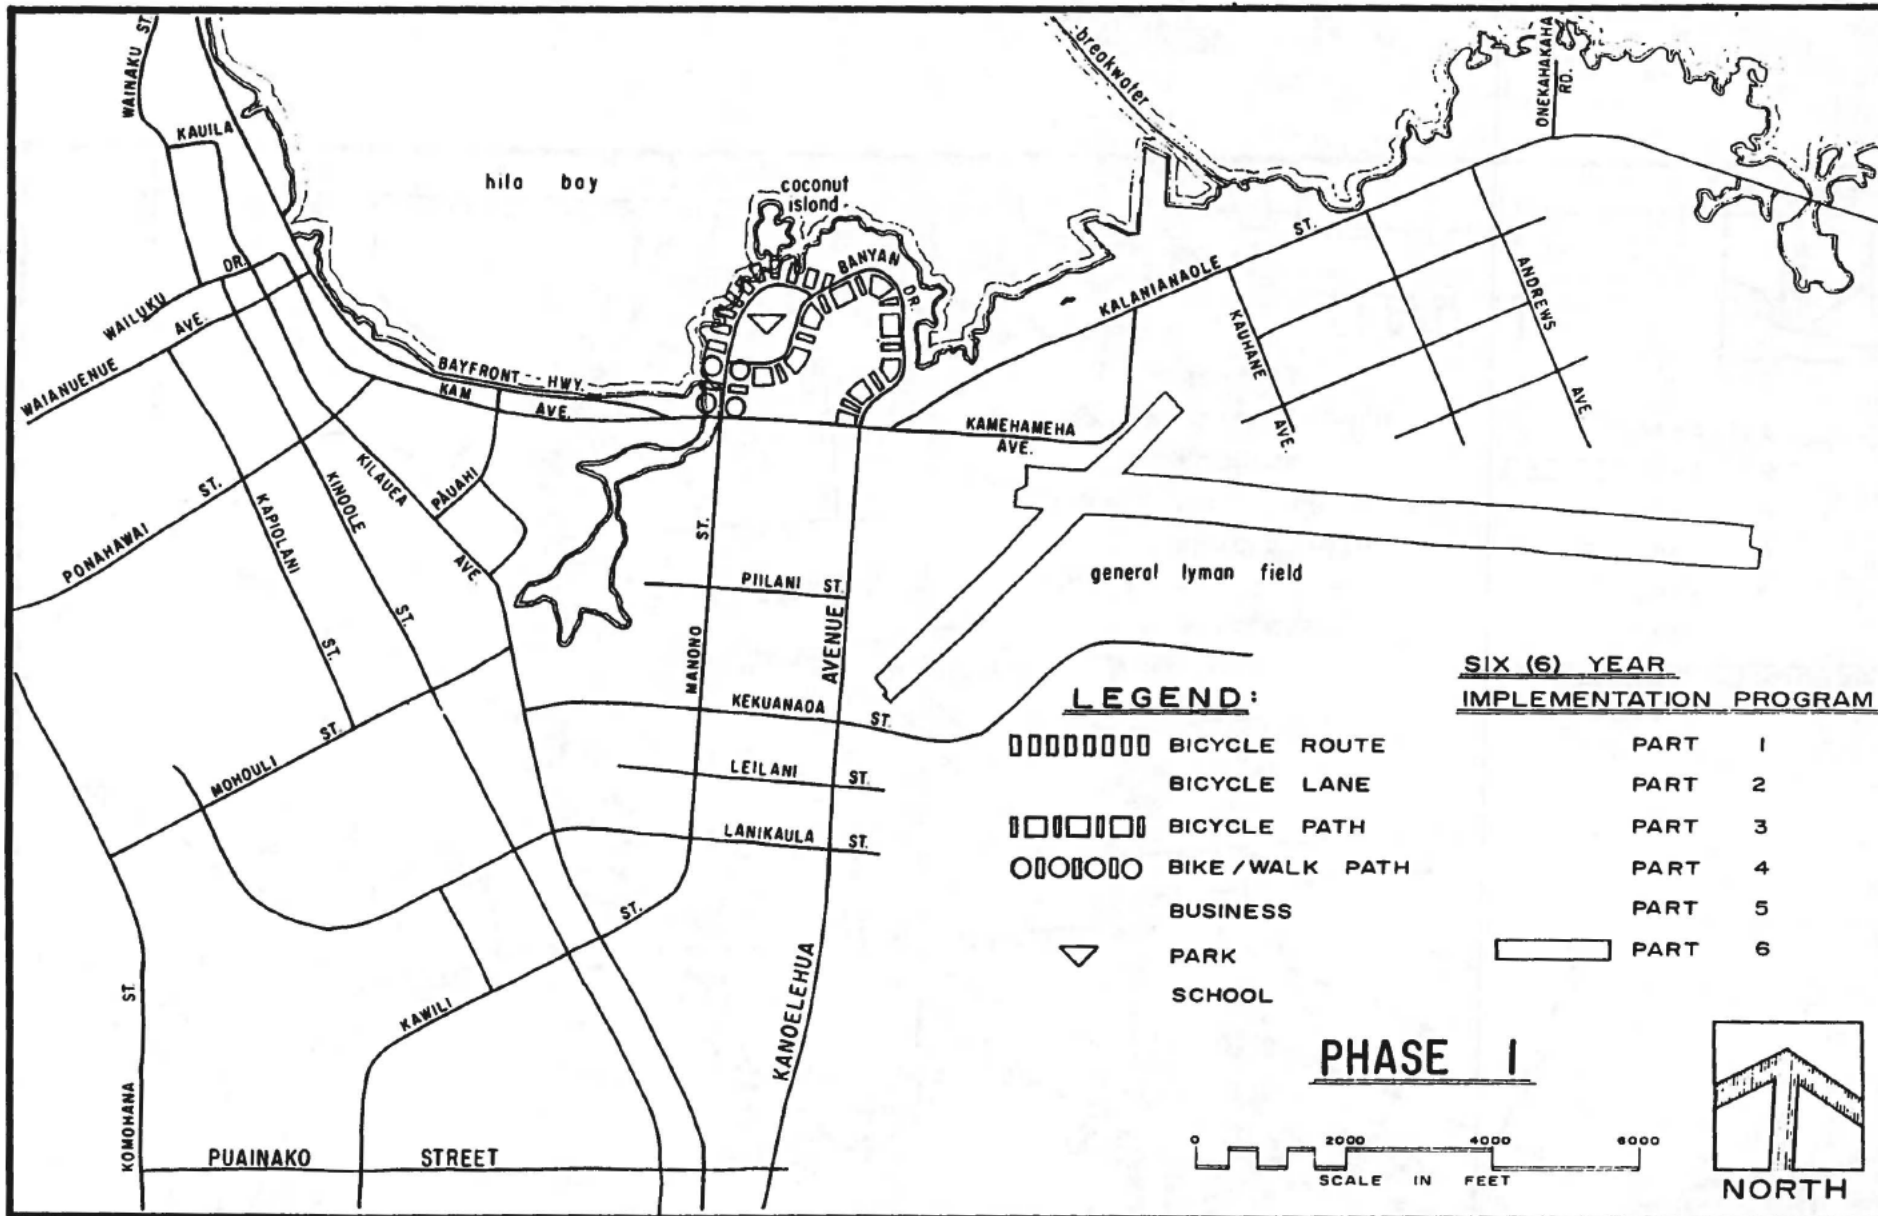 WAINAKU ST.
KAUILA
hilo bay
coconut
island
breakwater
ONEKAHAKAHA
RD.
WAILUKU DR.
WAIANUENUE AVE.
BAYFRONT HWY.
KAM AVE.
BANYAN DR.
KALANIANAOLE ST.
KAUHANE AVE.
ANDREWS AVE.
KAMEHAMEHA
AVE.
PONAHAWAI ST.
KAPIOLANI ST.
KINOOLE ST.
KILAUEA AVE.
PAUAHI
MANONO ST.
PIILANI ST.
general lyman field
KEKUANAOA ST.
LEILANI ST.
LANIKAULA ST.
MOHOULI ST.
KAWILI ST.
KOMOHANA ST.
KANOELEHUA AVENUE
PUAINAKO STREET
LEGEND:
BICYCLE ROUTE
BICYCLE LANE
BICYCLE PATH
BIKE/WALK PATH
BUSINESS
PARK
SCHOOL
SIX (6) YEAR
IMPLEMENTATION PROGRAM
PART 1
PART 2
PART 3
PART 4
PART 5
PART 6
PHASE I
0 2000 4000 6000
SCALE IN FEET
NORTH